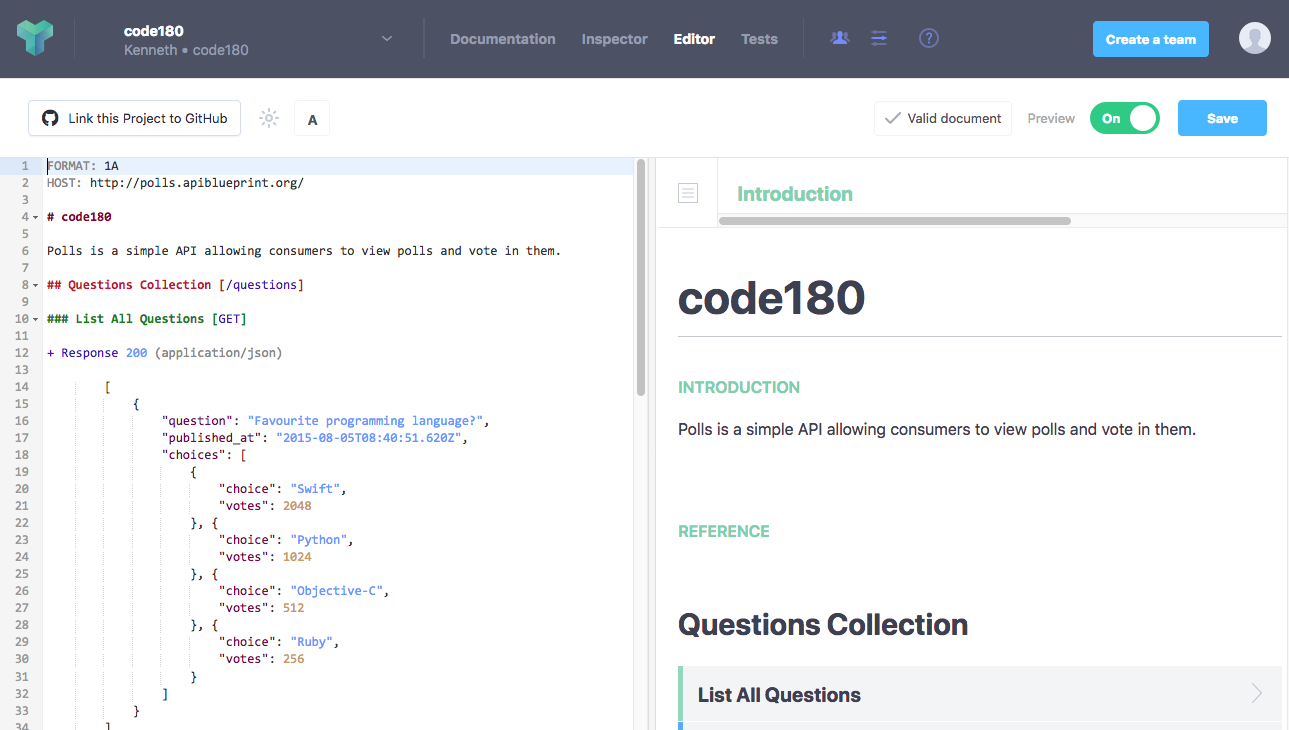 code180
Kenneth • code180
Documentation
Inspector
Editor
Tests
?
Create a team
Link this Project to GitHub
A
Valid document
Preview
On
Save
1 FORMAT: 1A
2 HOST: http://polls.apiblueprint.org/
3
4 # code180
5
6 Polls is a simple API allowing consumers to view polls and vote in them.
7
8 ## Questions Collection [/questions]
9
10 ### List All Questions [GET]
11
12 + Response 200 (application/json)
13
14 [
15 {
16 "question": "Favourite programming language?",
17 "published_at": "2015-08-05T08:40:51.620Z",
18 "choices": [
19 {
20 "choice": "Swift",
21 "votes": 2048
22 }, {
23 "choice": "Python",
24 "votes": 1024
25 }, {
26 "choice": "Objective-C",
27 "votes": 512
28 }, {
29 "choice": "Ruby",
30 "votes": 256
31 }
32 ]
33 }
34 ]
Introduction
code180
INTRODUCTION
Polls is a simple API allowing consumers to view polls and vote in them.
REFERENCE
Questions Collection
List All Questions